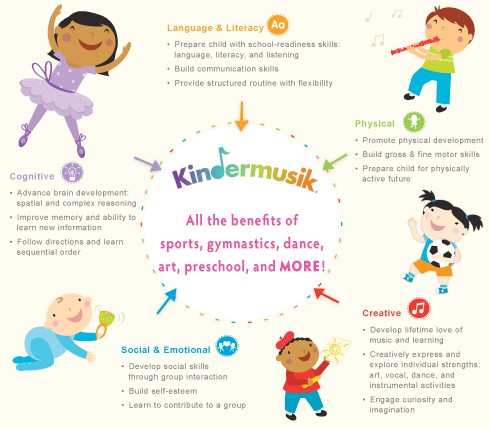 Language & Literacy Aa
• Prepare child with school-readiness skills:
language, literacy, and listening
• Build communication skills
• Provide structured routine with flexibility
Physical
• Promote physical development
• Build gross & fine motor skills
• Prepare child for physically
active future
Cognitive
• Advance brain development:
spatial and complex reasoning
• Improve memory and ability to
learn new information
• Follow directions and learn
sequential order
Kindermusik®
All the benefits of
sports, gymnastics, dance,
art, preschool, and MORE!
Social & Emotional
• Develop social skills
through group interaction
• Build self-esteem
• Learn to contribute to a group
Creative
• Develop lifetime love of
music and learning
• Creatively express and
explore individual strengths:
art, vocal, dance, and
instrumental activities
• Engage curiosity and
imagination